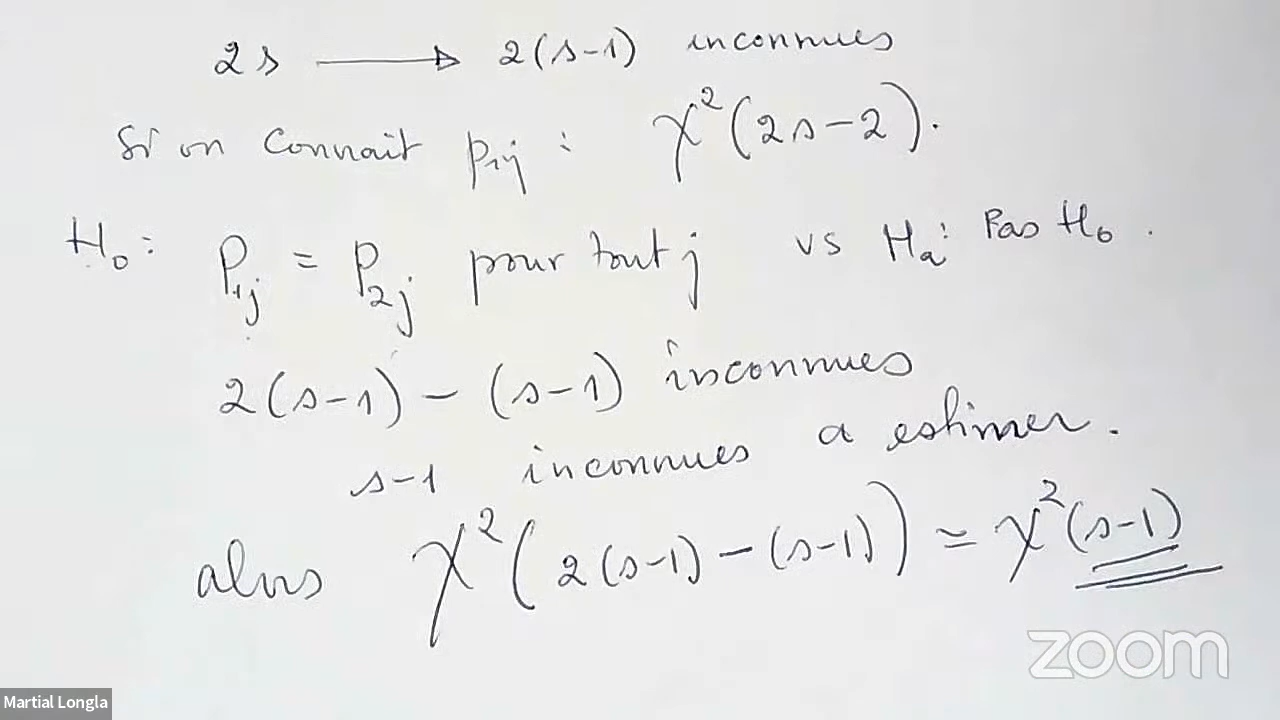 2s → 2(s-1) inconnues
Si on connait p₁ⱼ : χ²(2s-2).
H₀: P₁ⱼ = P₂ⱼ pour tout j vs Hₐ: Pas H₀.
2(s-1) - (s-1) inconnues
s-1 inconnues a estimer.
alors χ²(2(s-1) - (s-1)) = χ²(s-1)
zoom
Martial Longla